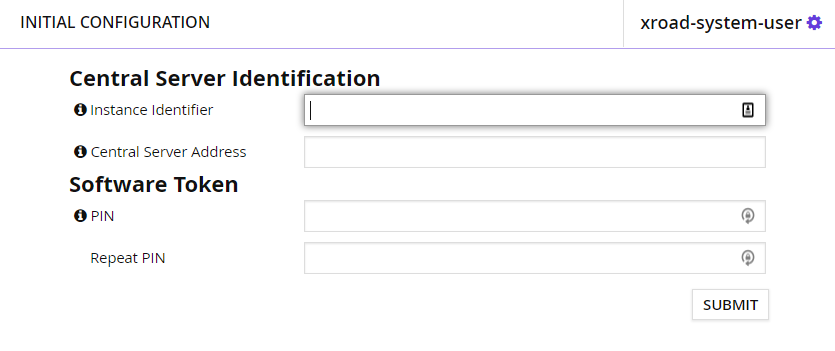 INITIAL CONFIGURATION
xroad-system-user
Central Server Identification
Instance Identifier
Central Server Address
Software Token
PIN
Repeat PIN
SUBMIT